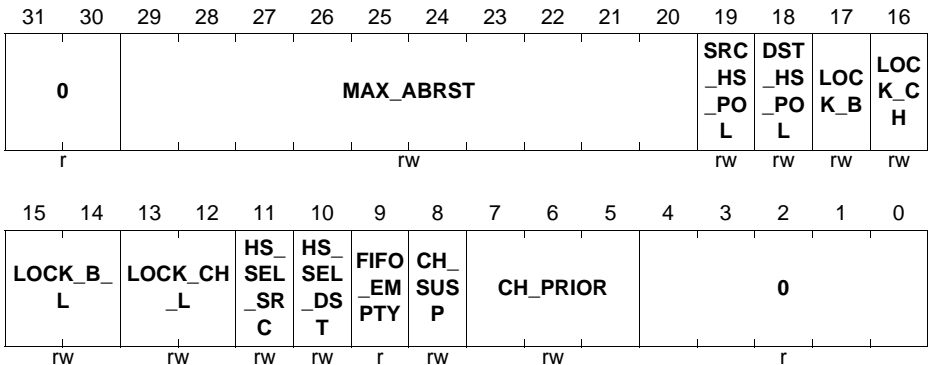 31 30 29 28 27 26 25 24 23 22 21 20 19 18 17 16
0 MAX_ABRST
SRC
_HS
_PO
L
DST
_HS
_PO
L
LOC
K_B
LOC
K_C
H
r rw rw rw rw rw
15 14 13 12 11 10 9 8 7 6 5 4 3 2 1 0
LOCK_B_
L
LOCK_CH
_L
HS_
SEL
_SR
C
HS_
SEL
_DS
T
FIFO
_EM
PTY
CH_
SUS
P
CH_PRIOR
0
rw rw rw rw r rw rw r